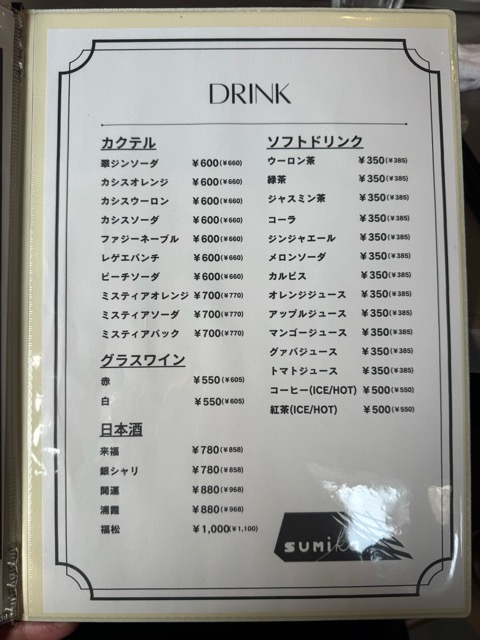 DRINK
カクテル
翠ジンソーダ ¥600(¥660)
カシスオレンジ ¥600(¥660)
カシスウーロン ¥600(¥660)
カシスソーダ ¥600(¥660)
ファジーネーブル ¥600(¥660)
レゲエパンチ ¥600(¥660)
ピーチソーダ ¥600(¥660)
ミスティアオレンジ ¥700(¥770)
ミスティアソーダ ¥700(¥770)
ミスティアバック ¥700(¥770)
グラスワイン
赤 ¥550(¥605)
白 ¥550(¥605)
日本酒
来福 ¥780(¥858)
銀シャリ ¥780(¥858)
開運 ¥880(¥968)
浦霞 ¥880(¥968)
福松 ¥1,000(¥1,100)
ソフトドリンク
ウーロン茶 ¥350(¥385)
緑茶 ¥350(¥385)
ジャスミン茶 ¥350(¥385)
コーラ ¥350(¥385)
ジンジャエール ¥350(¥385)
メロンソーダ ¥350(¥385)
カルピス ¥350(¥385)
オレンジジュース ¥350(¥385)
アップルジュース ¥350(¥385)
マンゴージュース ¥350(¥385)
グァバジュース ¥350(¥385)
トマトジュース ¥350(¥385)
コーヒー(ICE/HOT) ¥500(¥550)
紅茶(ICE/HOT) ¥500(¥550)